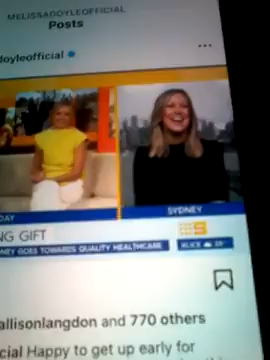 MELISSADOYLEOFFICIAL
Posts
doyleofficial
DAY
SYDNEY
NG GIFT
NEY GOES TOWARDS QUALITY HEALTHCARE
allisonlangdon and 770 others
cial Happy to get up early for